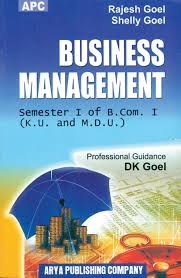 APC
Rajesh Goel
Shelly Goel
BUSINESS
MANAGEMENT
Semester I of B.Com. I
(K.U. and M.D.U.)
Professional Guidance
DK Goel
ARYA PUBLISHING COMPANY